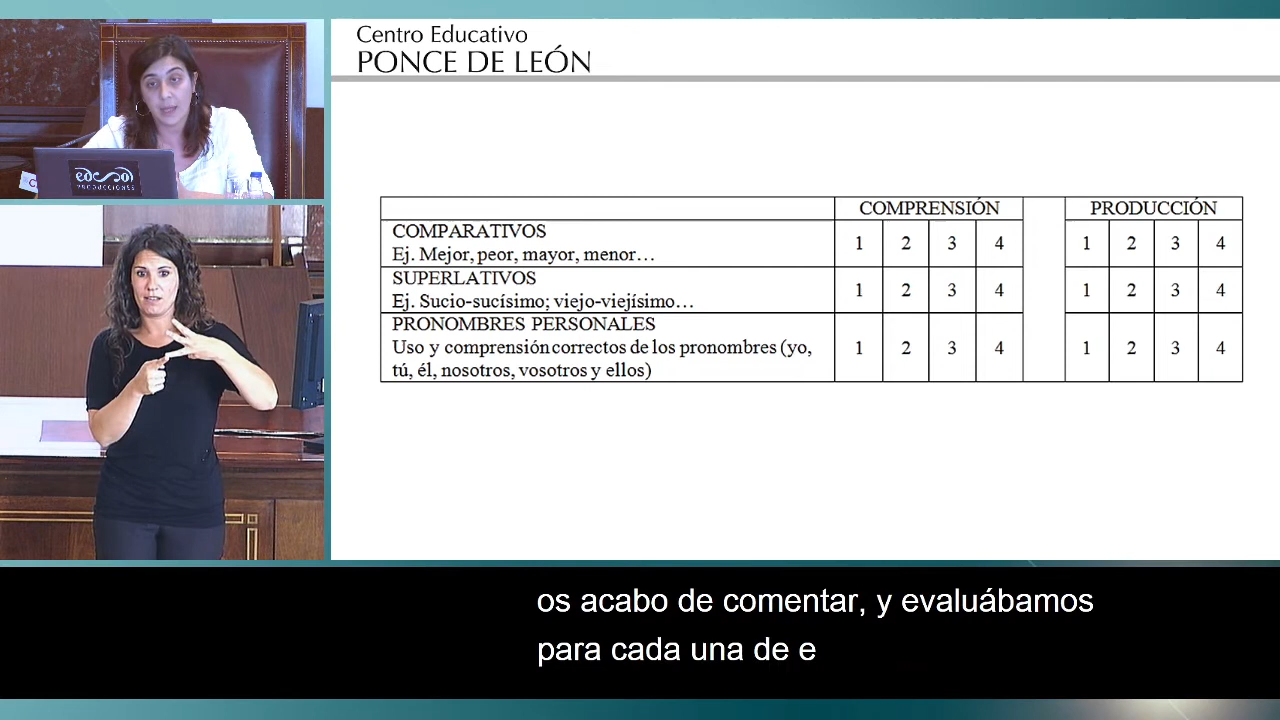 Centro Educativo
PONCE DE LEÓN
COMPRENSIÓN PRODUCCIÓN
COMPARATIVOS
Ej. Mejor, peor, mayor, menor… 1 2 3 4 1 2 3 4
SUPERLATIVOS
Ej. Sucio-sucísimo; viejo-viejísimo… 1 2 3 4 1 2 3 4
PRONOMBRES PERSONALES
Uso y comprensión correctos de los pronombres (yo, 1 2 3 4 1 2 3 4
tú, él, nosotros, vosotros y ellos)
PRODUCCIONES
os acabo de comentar, y evaluábamos
para cada una de e